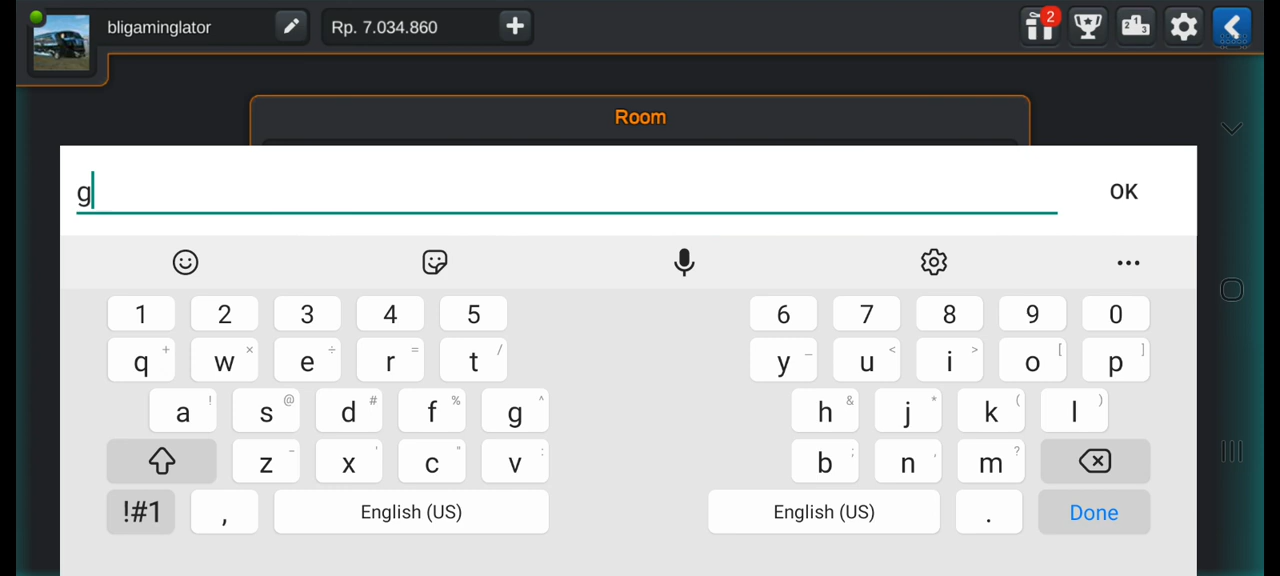 bligaminglator Rp. 7.034.860 + 2
Room
g
OK
1 2 3 4 5 6 7 8 9 0
q + w × e ÷ r = t / y _ u < i > o [ p ]
a ! s @ d # f % g ^ h & j * k ( l )
z - x ' c " v : b ; n , m ?
!#1 , English (US) English (US) . Done